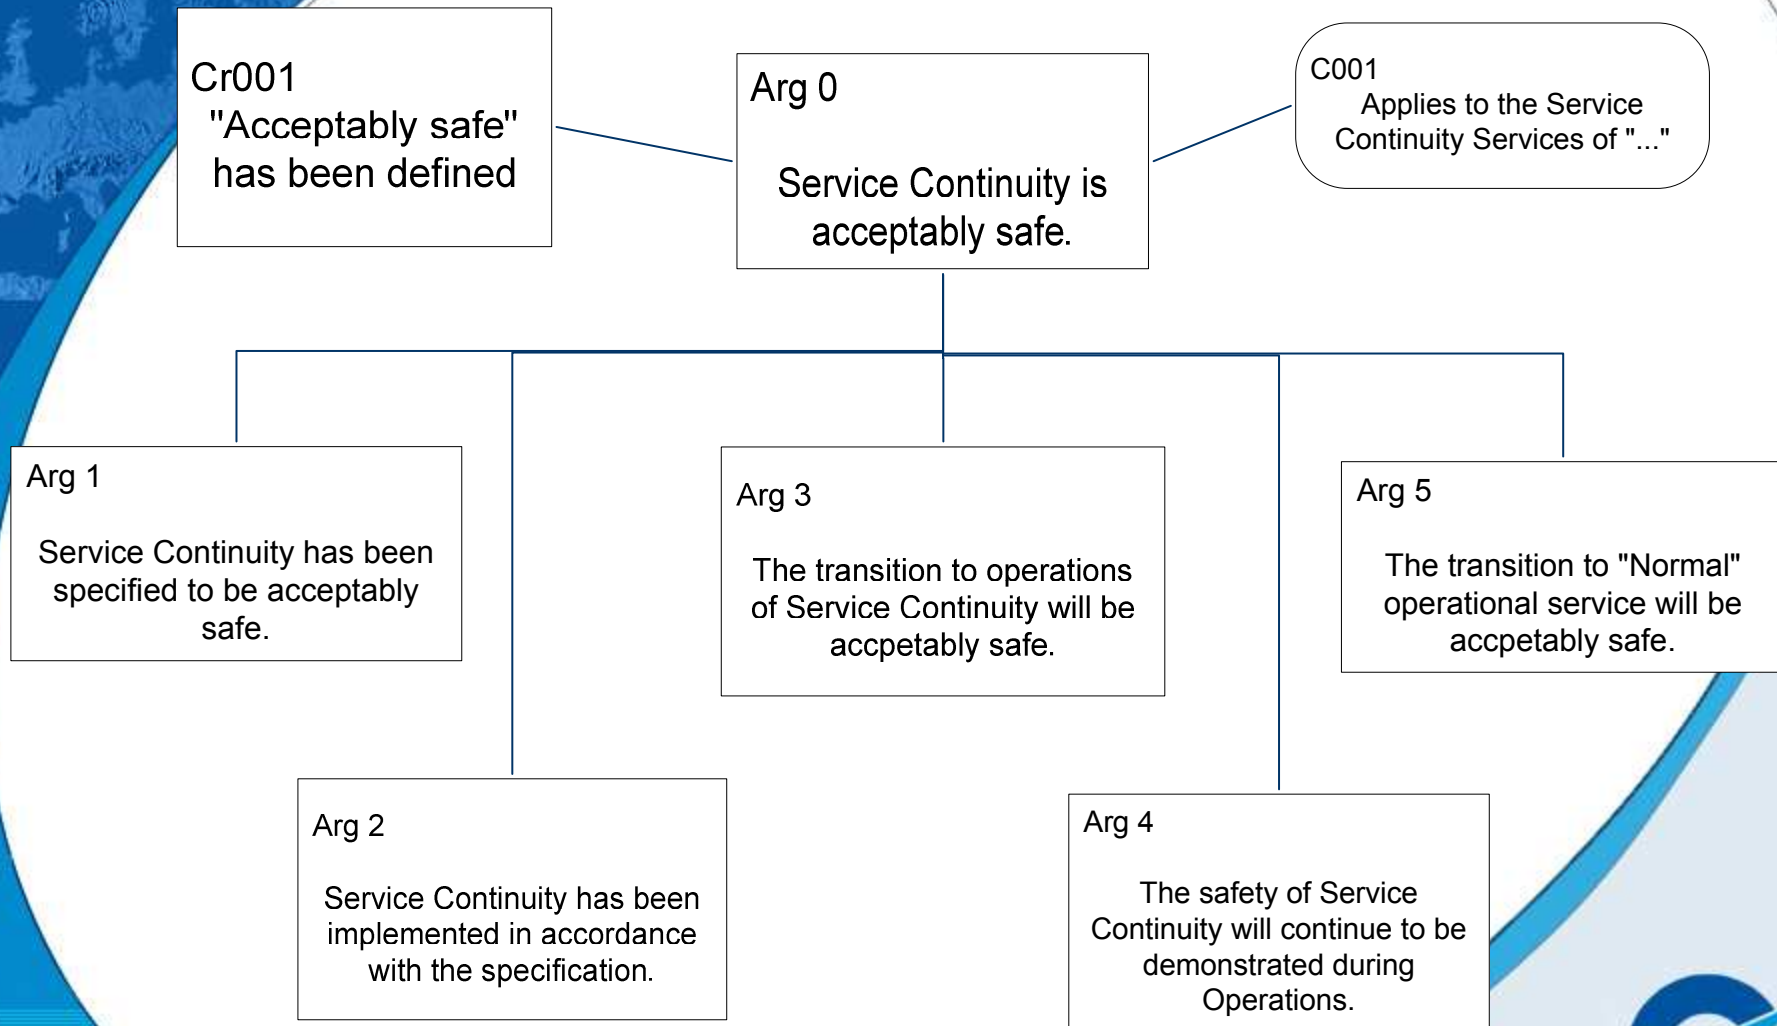 Cr001
"Acceptably safe"
has been defined
Arg 0
Service Continuity is
acceptably safe.
C001
Applies to the Service
Continuity Services of "..."
Arg 1
Service Continuity has been
specified to be acceptably
safe.
Arg 3
The transition to operations
of Service Continuity will be
accpetably safe.
Arg 5
The transition to "Normal"
operational service will be
accpetably safe.
Arg 2
Service Continuity has been
implemented in accordance
with the specification.
Arg 4
The safety of Service
Continuity will continue to be
demonstrated during
Operations.